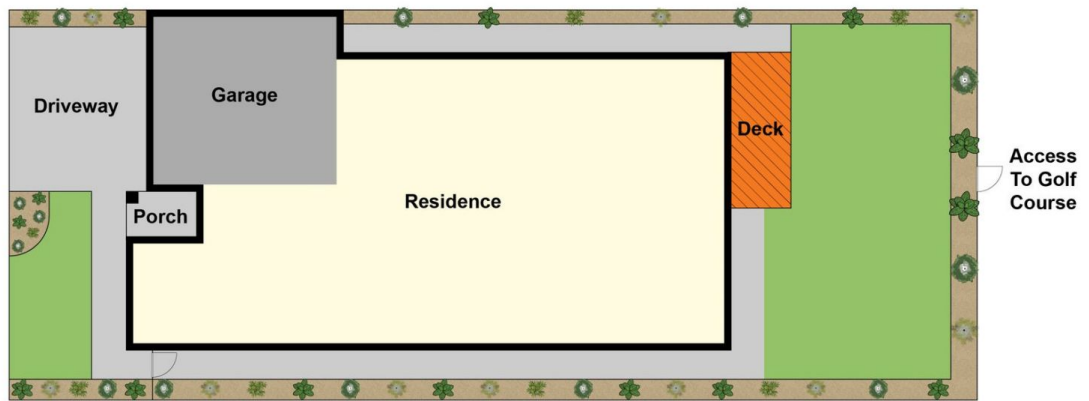 Garage
Driveway
Deck
Access
To Golf
Course
Residence
Porch